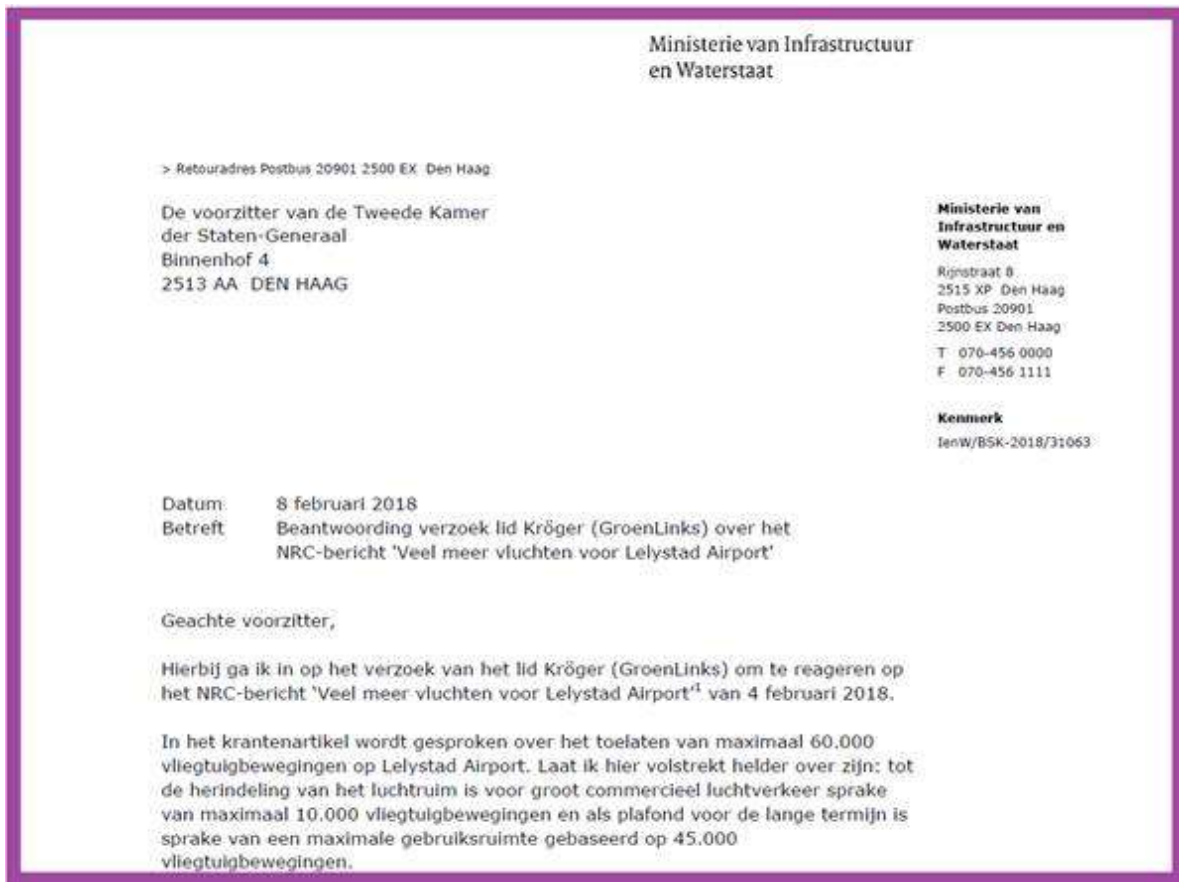 Ministerie van Infrastructuur
en Waterstaat
> Retouradres Postbus 20901 2500 EX Den Haag
De voorzitter van de Tweede Kamer
der Staten-Generaal
Binnenhof 4
2513 AA DEN HAAG
Ministerie van
Infrastructuur en
Waterstaat
Rijnstraat 8
2515 XP Den Haag
Postbus 20901
2500 EX Den Haag
T 070-456 0000
F 070-456 1111
Kenmerk
IenW/BSK-2018/31063
Datum 8 februari 2018
Betreft Beantwoording verzoek lid Kröger (GroenLinks) over het
NRC-bericht 'Veel meer vluchten voor Lelystad Airport'
Geachte voorzitter,
Hierbij ga ik in op het verzoek van het lid Kröger (GroenLinks) om te reageren op
het NRC-bericht 'Veel meer vluchten voor Lelystad Airport'¹ van 4 februari 2018.
In het krantenartikel wordt gesproken over het toelaten van maximaal 60.000
vliegtuigbewegingen op Lelystad Airport. Laat ik hier volstrekt helder over zijn: tot
de herindeling van het luchtruim is voor groot commercieel luchtverkeer sprake
van maximaal 10.000 vliegtuigbewegingen en als plafond voor de lange termijn is
sprake van een maximale gebruiksruimte gebaseerd op 45.000
vliegtuigbewegingen.